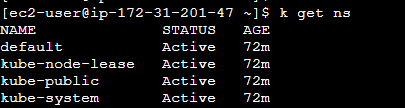 [ec2-user@ip-172-31-201-47 ~]$ k get ns
NAME              STATUS   AGE
default           Active   72m
kube-node-lease   Active   72m
kube-public       Active   72m
kube-system       Active   72m